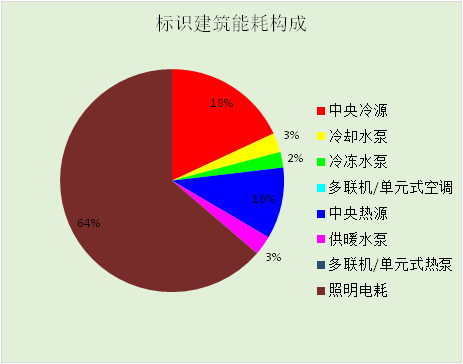 标识建筑能耗构成
18%
3%
2%
10%
3%
64%
中央冷源
冷却水泵
冷冻水泵
多联机/单元式空调
中央热源
供暖水泵
多联机/单元式热泵
照明电耗